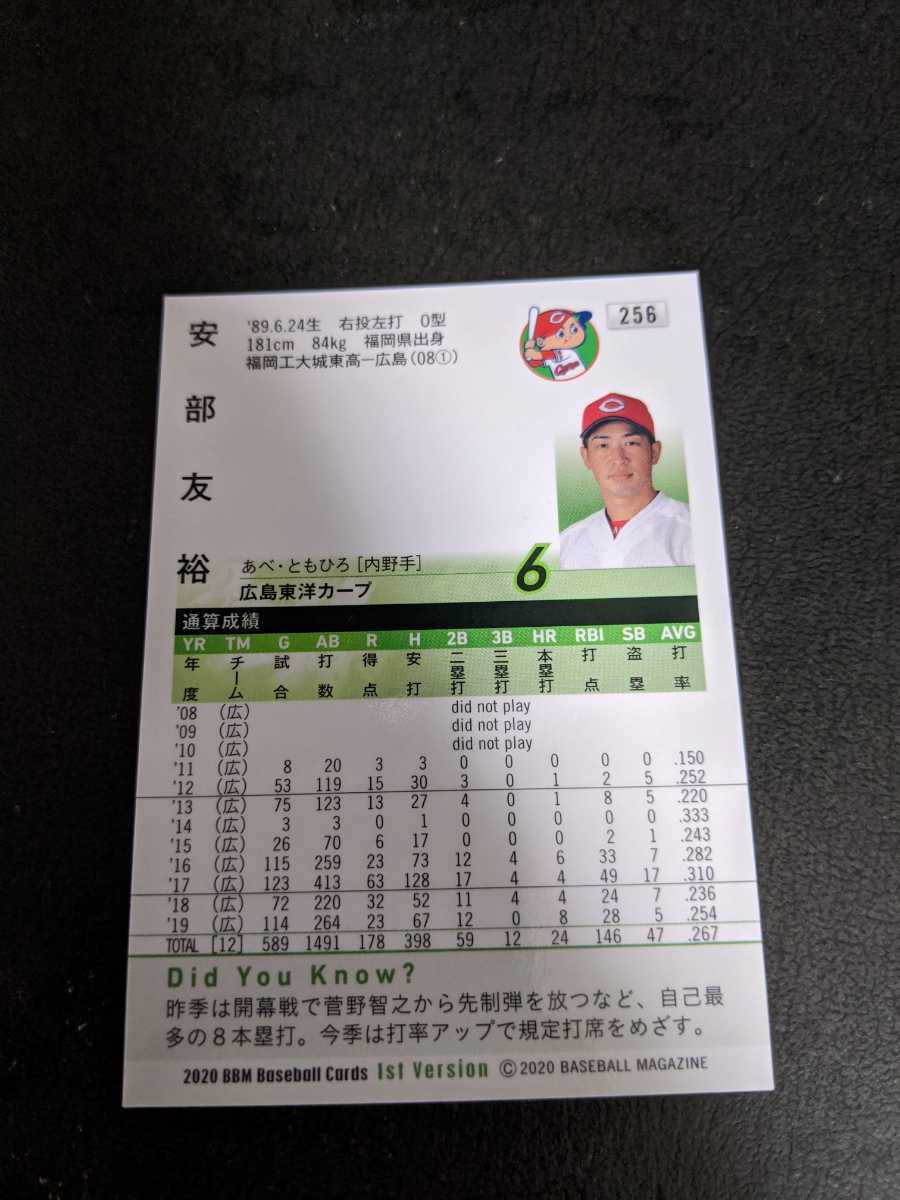 安部友裕
'89.6.24生 右投左打 O型
181cm 84kg 福岡県出身
福岡工大城東高ー広島(08①)
256
あべ・ともひろ[内野手]
広島東洋カープ
6
通算成績
YR TM G AB R H 2B 3B HR RBI SB AVG
年度 チーム 試合 打数 得点 安打 二塁打 三塁打 本塁打 打点 盗塁 打率
'08 (広) did not play
'09 (広) did not play
'10 (広) did not play
'11 (広) 8 20 3 3 0 0 0 0 0 .150
'12 (広) 53 119 15 30 3 0 1 2 5 .252
'13 (広) 75 123 13 27 4 0 1 8 5 .220
'14 (広) 3 3 0 1 0 0 0 0 0 .333
'15 (広) 26 70 6 17 0 0 0 2 1 .243
'16 (広) 115 259 23 73 12 4 6 33 7 .282
'17 (広) 123 413 63 128 17 4 4 49 17 .310
'18 (広) 72 220 32 52 11 4 4 24 7 .236
'19 (広) 114 264 23 67 12 0 8 28 5 .254
TOTAL [12] 589 1491 178 398 59 12 24 146 47 .267
Did You Know?
昨季は開幕戦で菅野智之から先制弾を放つなど、自己最
多の8本塁打。今季は打率アップで規定打席をめざす。
2020 BBM Baseball Cards 1st Version ©2020 BASEBALL MAGAZINE